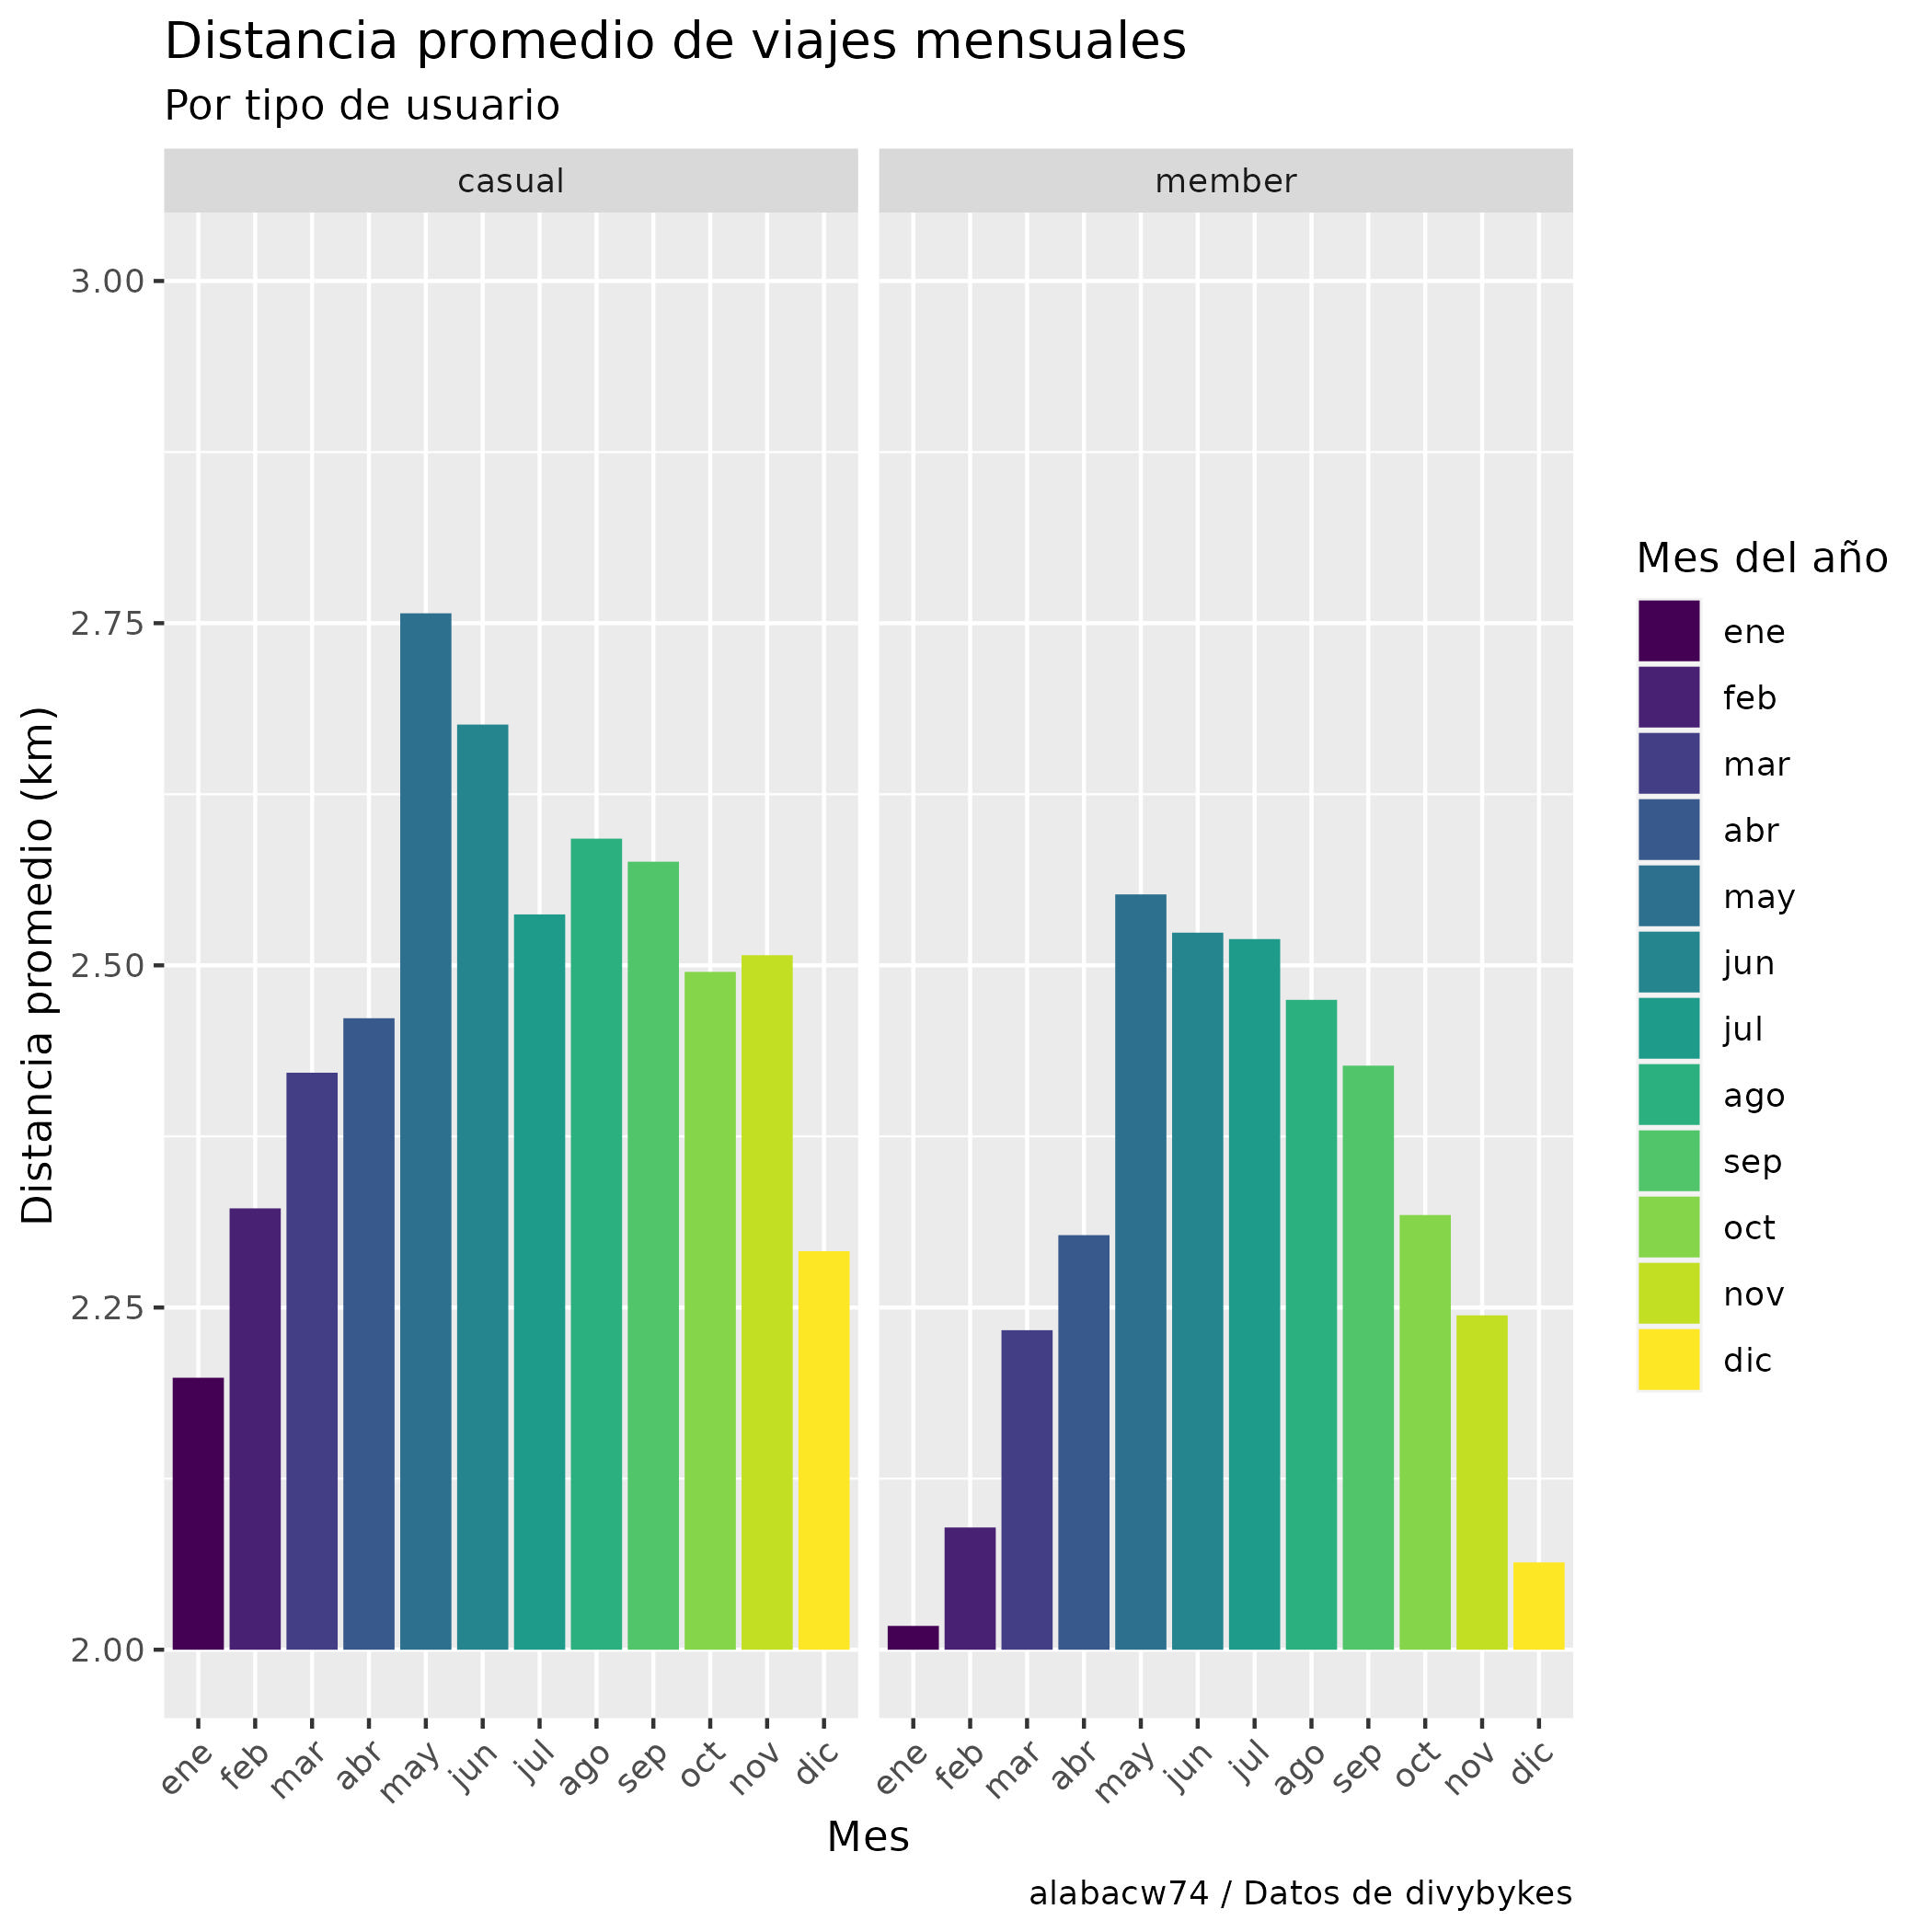 Distancia promedio de viajes mensuales
Por tipo de usuario
casual
member
3.00
2.75
2.50
2.25
2.00
Distancia promedio (km)
ene
feb
mar
abr
may
jun
jul
ago
sep
oct
nov
dic
ene
feb
mar
abr
may
jun
jul
ago
sep
oct
nov
dic
Mes
Mes del año
ene
feb
mar
abr
may
jun
jul
ago
sep
oct
nov
dic
alabacw74 / Datos de divybykes